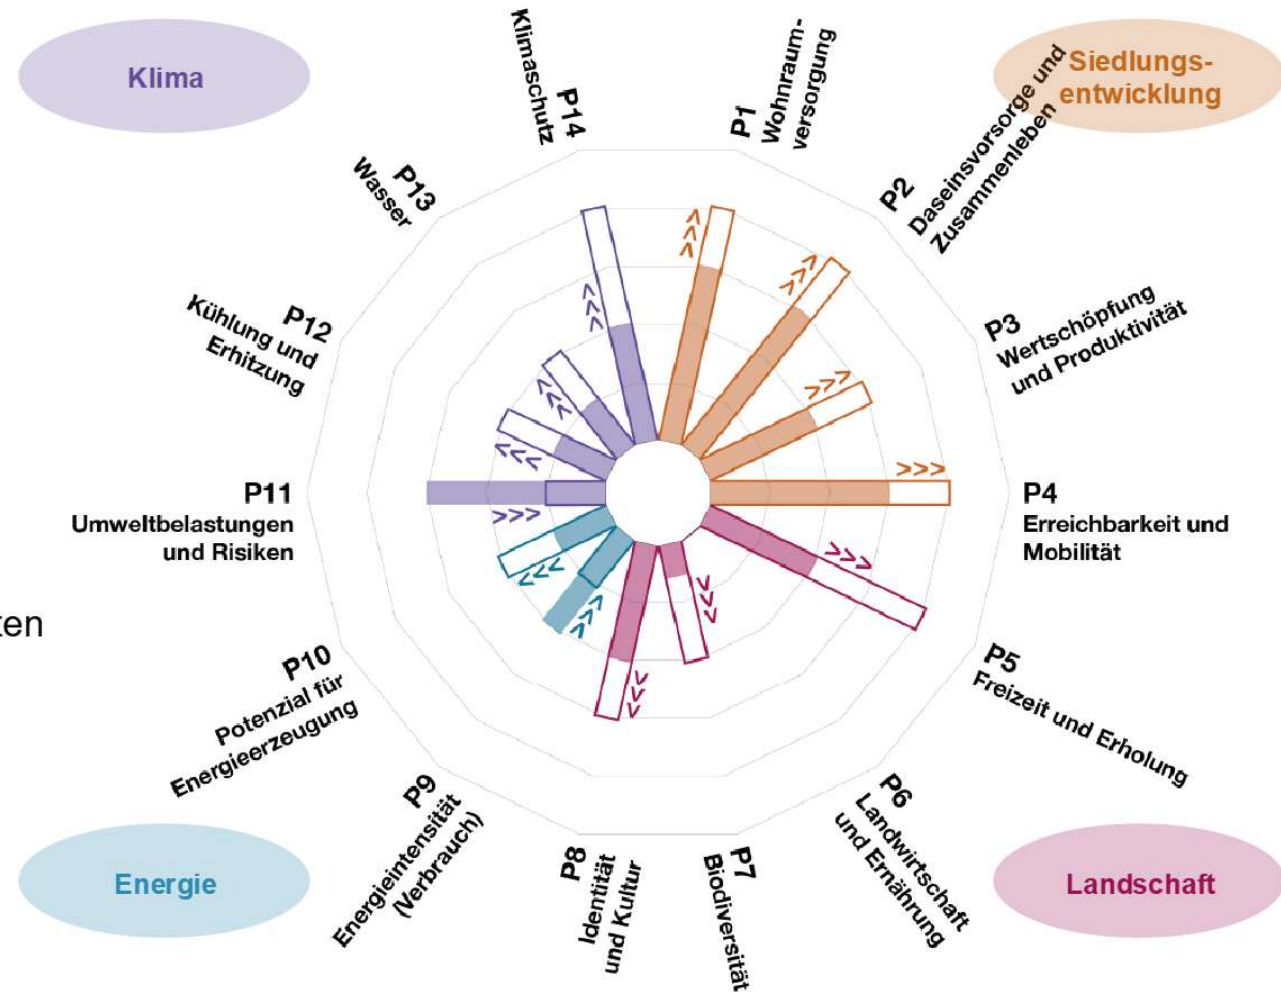 Klima
Siedlungs-
entwicklung
P1
Wohnraum-
versorgung
P2
Daseinsvorsorge und
Zusammenleben
P3
Wertschöpfung
und Produktivität
P4
Erreichbarkeit und
Mobilität
P5
Freizeit und Erholung
P6
Landwirtschaft
und Ernährung
P7
Biodiversität
P8
Identität
und Kultur
P9
Energieintensität
(Verbrauch)
P10
Potenzial für
Energieerzeugung
P11
Umweltbelastungen
und Risiken
P12
Kühlung und
Erhitzung
P13
Wasser
P14
Klimaschutz
Energie
Landschaft